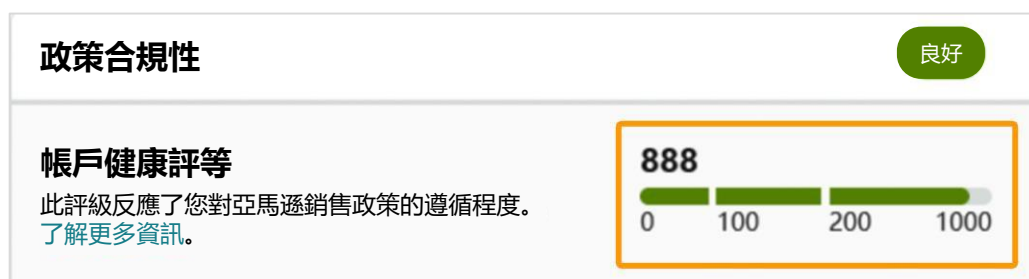 政策合規性
良好
帳戶健康評等
此評級反應了您對亞馬遜銷售政策的遵循程度。
了解更多資訊。
888
0 100 200 1000